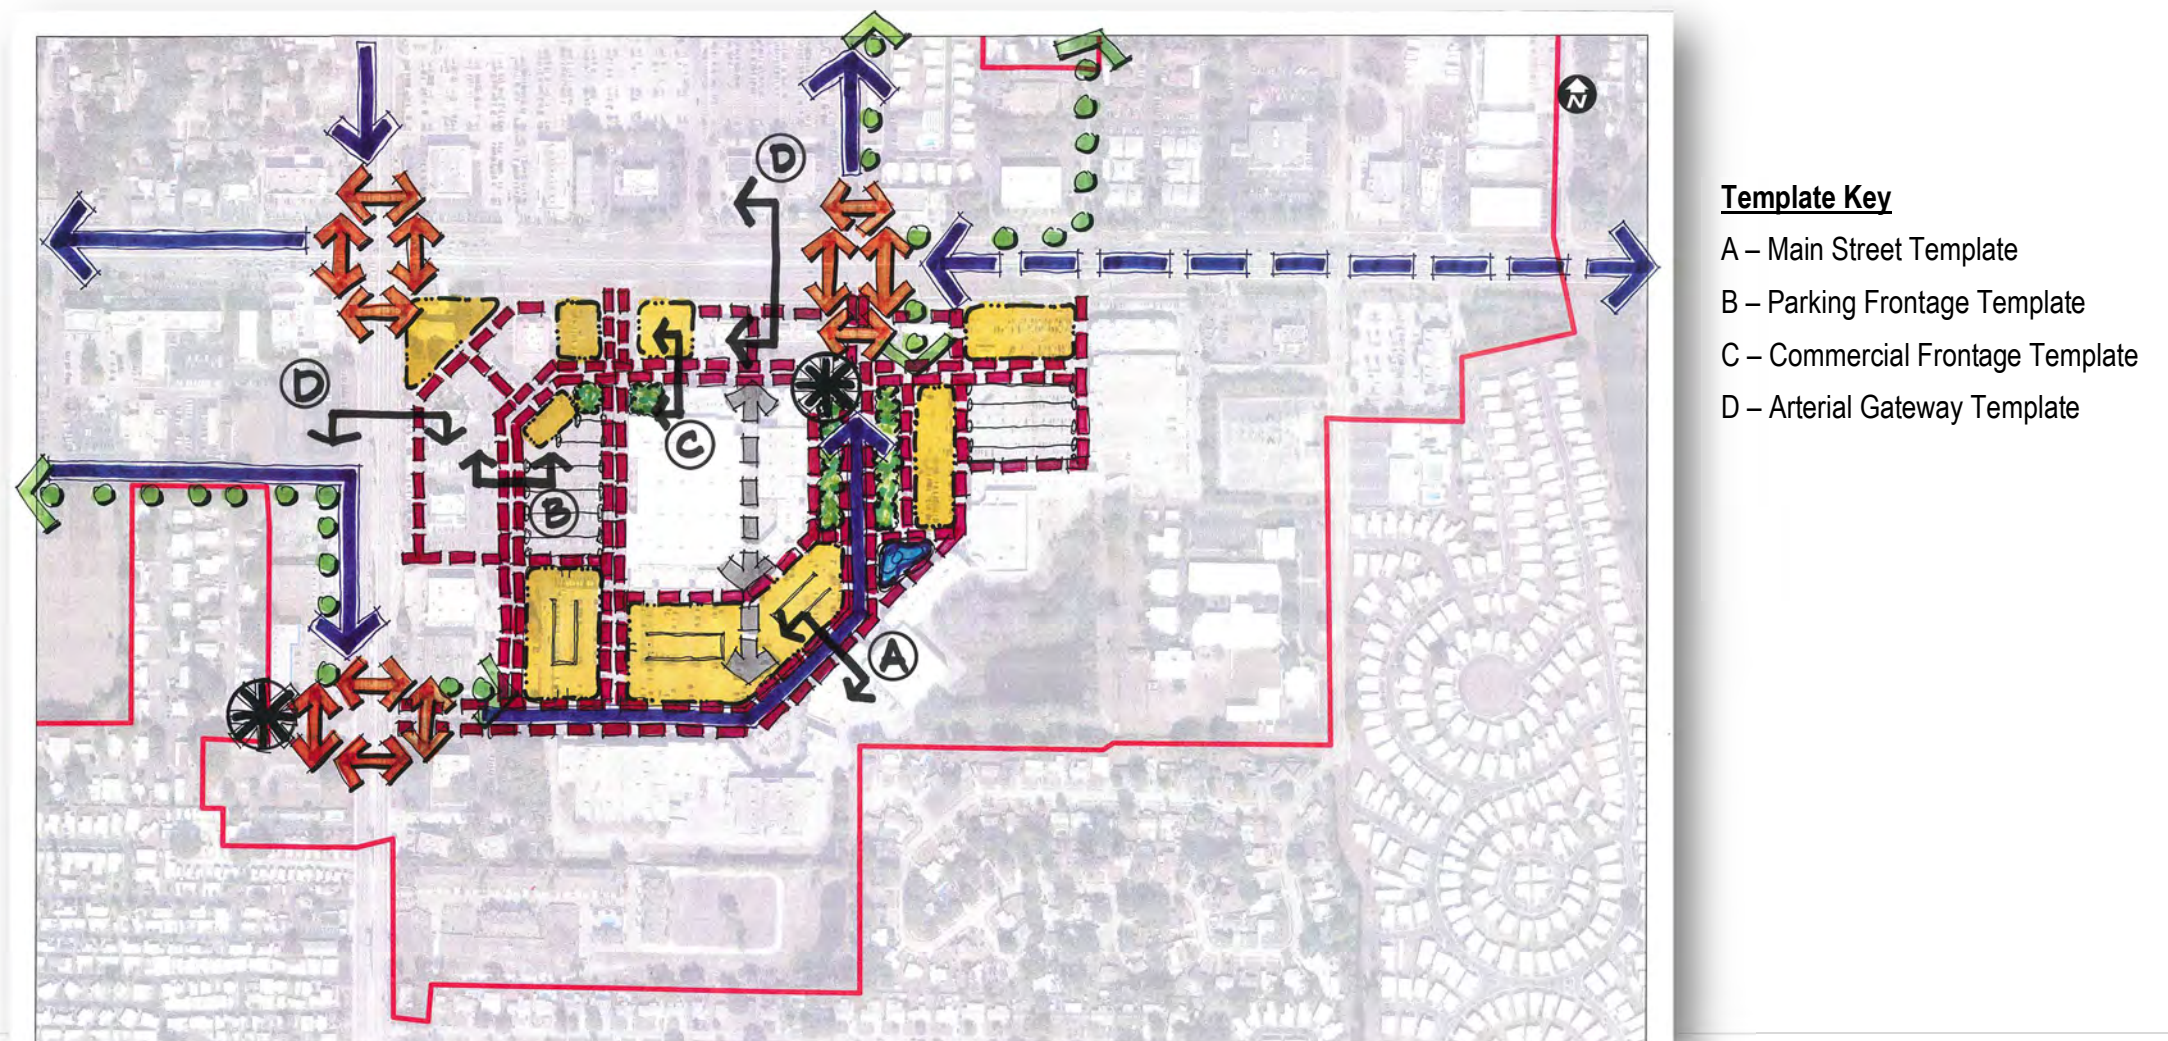 N
D
D
C
B
A
Template Key
A – Main Street Template
B – Parking Frontage Template
C – Commercial Frontage Template
D – Arterial Gateway Template